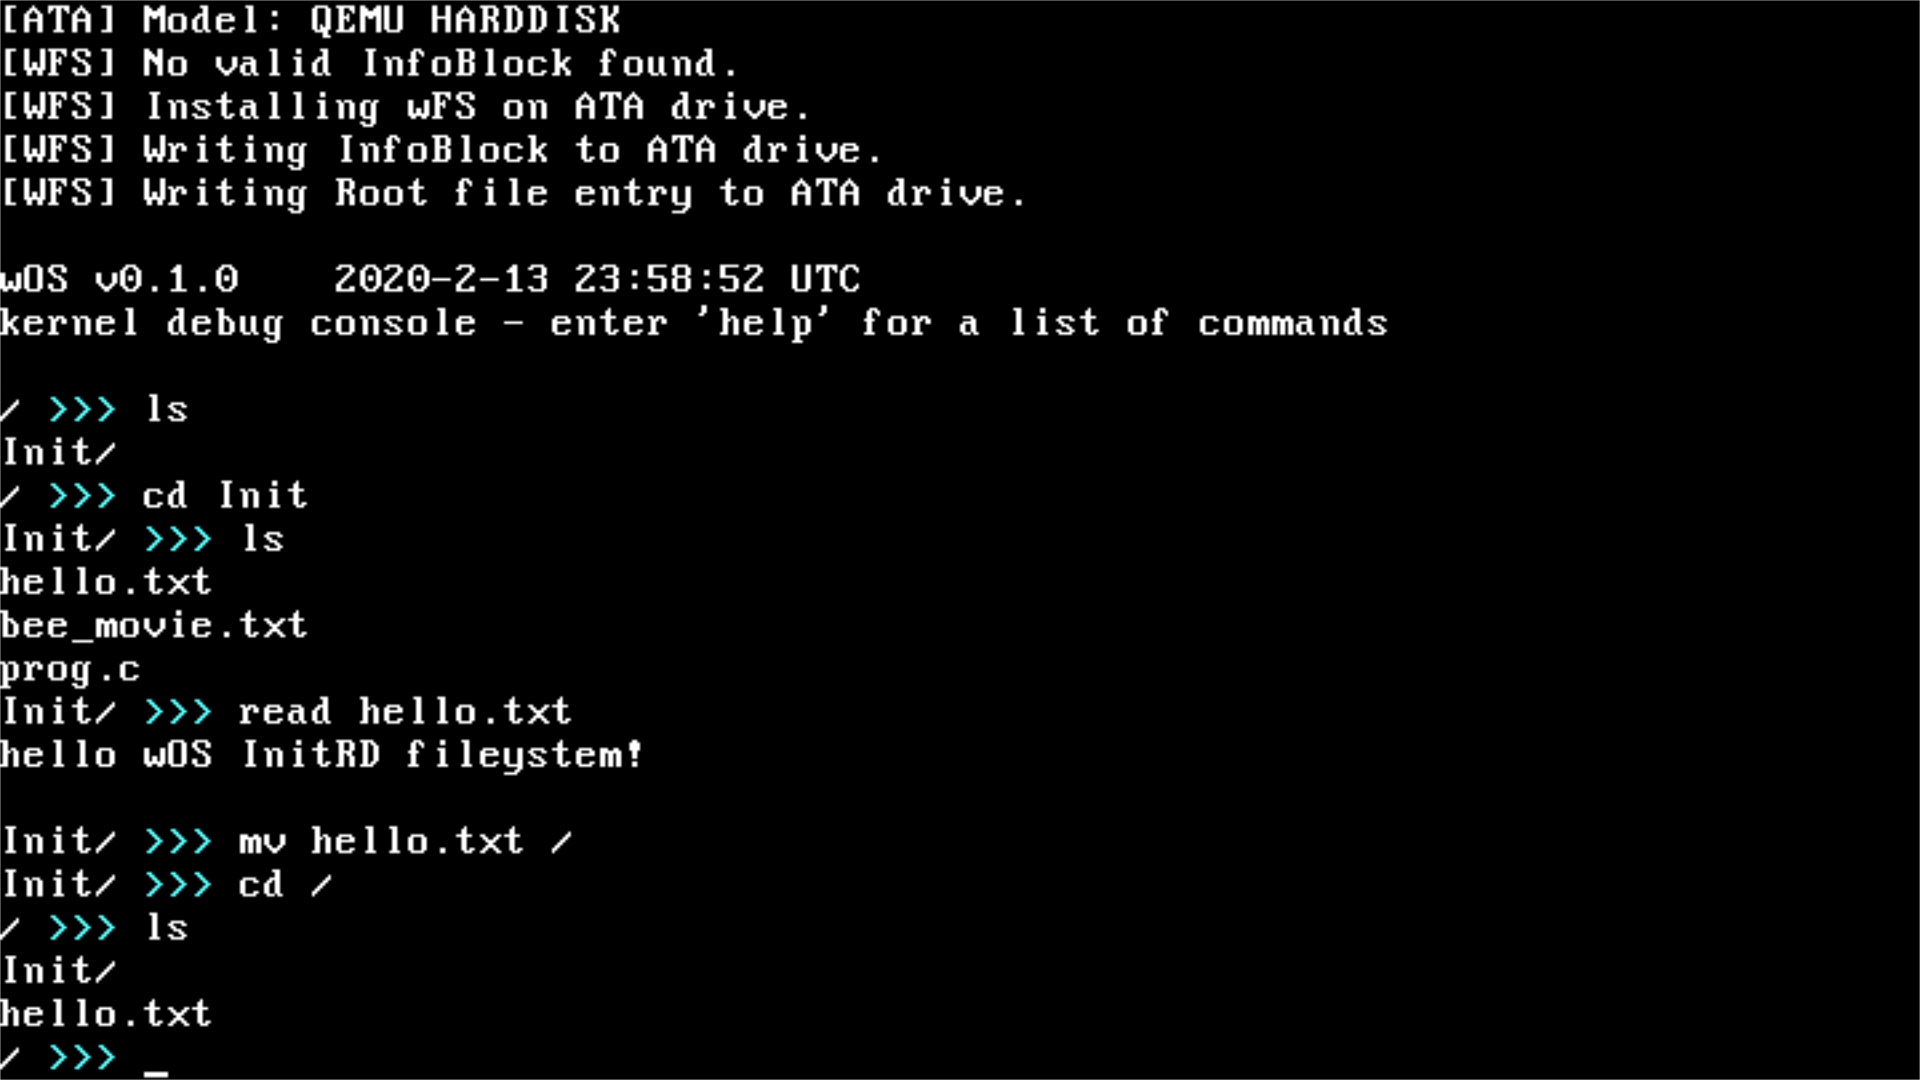 [ATA] Model: QEMU HARDDISK
[WFS] No valid InfoBlock found.
[WFS] Installing wFS on ATA drive.
[WFS] Writing InfoBlock to ATA drive.
[WFS] Writing Root file entry to ATA drive.
wOS v0.1.0    2020-2-13 23:58:52 UTC
kernel debug console - enter 'help' for a list of commands
/ >>> ls
Init/
/ >>> cd Init
Init/ >>> ls
hello.txt
bee_movie.txt
prog.c
Init/ >>> read hello.txt
hello wOS InitRD fileystem!
Init/ >>> mv hello.txt /
Init/ >>> cd /
/ >>> ls
Init/
hello.txt
/ >>> _